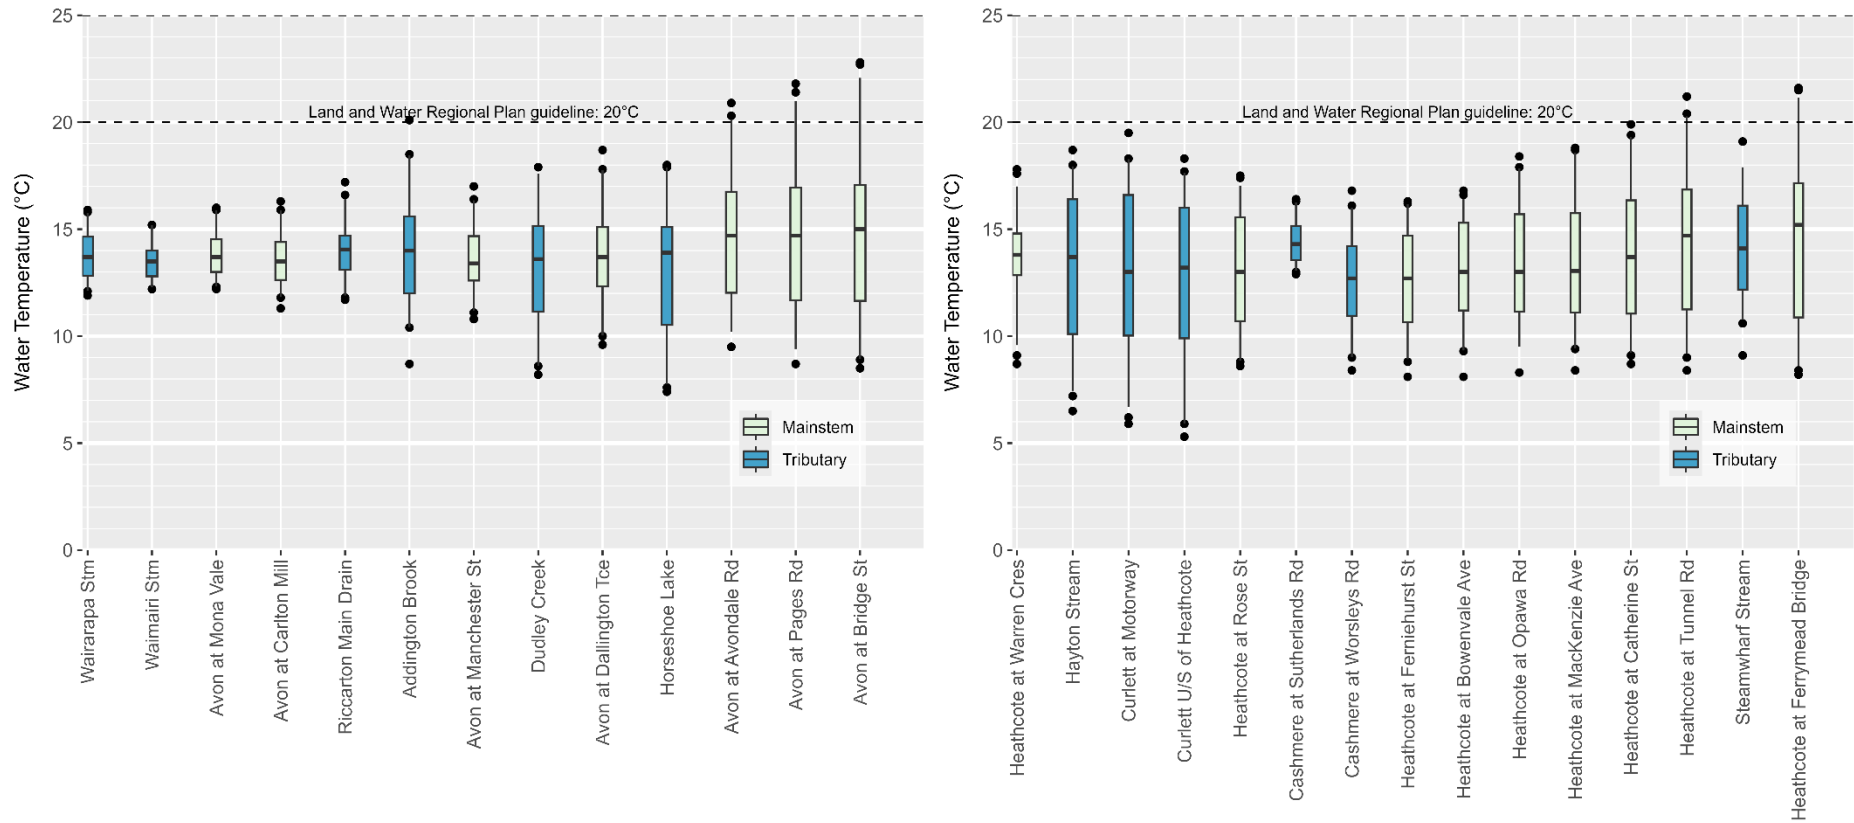 25
20
15
10
5
0
Water Temperature (°C)
Land and Water Regional Plan guideline: 20°C
Mainstem
Tributary
Wairarapa Stm
Waimairi Stm
Avon at Mona Vale
Avon at Carlton Mill
Riccarton Main Drain
Addington Brook
Avon at Manchester St
Dudley Creek
Avon at Dallington Tce
Horseshoe Lake
Avon at Avondale Rd
Avon at Pages Rd
Avon at Bridge St
25
20
15
10
5
0
Water Temperature (°C)
Land and Water Regional Plan guideline: 20°C
Mainstem
Tributary
Heathcote at Warren Cres
Hayton Stream
Curlett at Motorway
Curlett U/S of Heathcote
Heathcote at Rose St
Cashmere at Sutherlands Rd
Cashmere at Worsleys Rd
Heathcote at Ferniehurst St
Heathcote at Bowenvale Ave
Heathcote at Opawa Rd
Heathcote at MacKenzie Ave
Heathcote at Catherine St
Heathcote at Tunnel Rd
Steamwharf Stream
Heathcote at Ferrymead Bridge